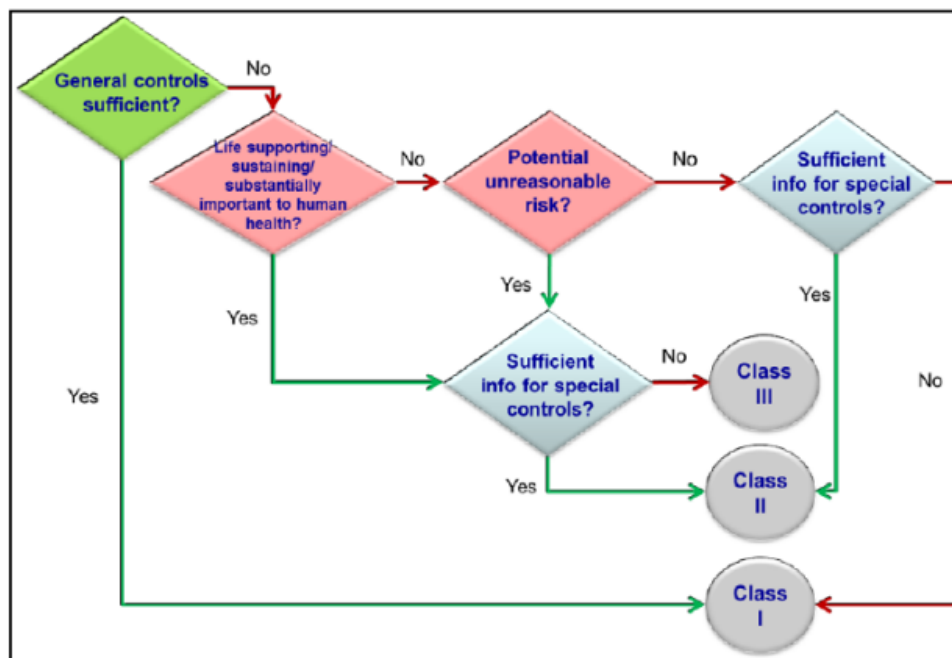 General controls
sufficient?
No
Life supporting/
sustaining/
substantially
important to human
health?
No
Potential
unreasonable
risk?
No
Sufficient
info for special
controls?
Yes
Yes
Yes
Sufficient
info for special
controls?
No
Class
III
No
Yes
Yes
Class
II
Class
I